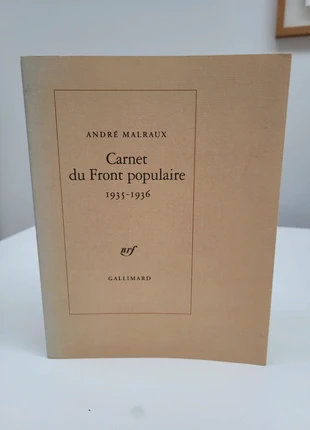 ANDRÉ MALRAUX
Carnet
du Front populaire
1935-1936
nrf
GALLIMARD